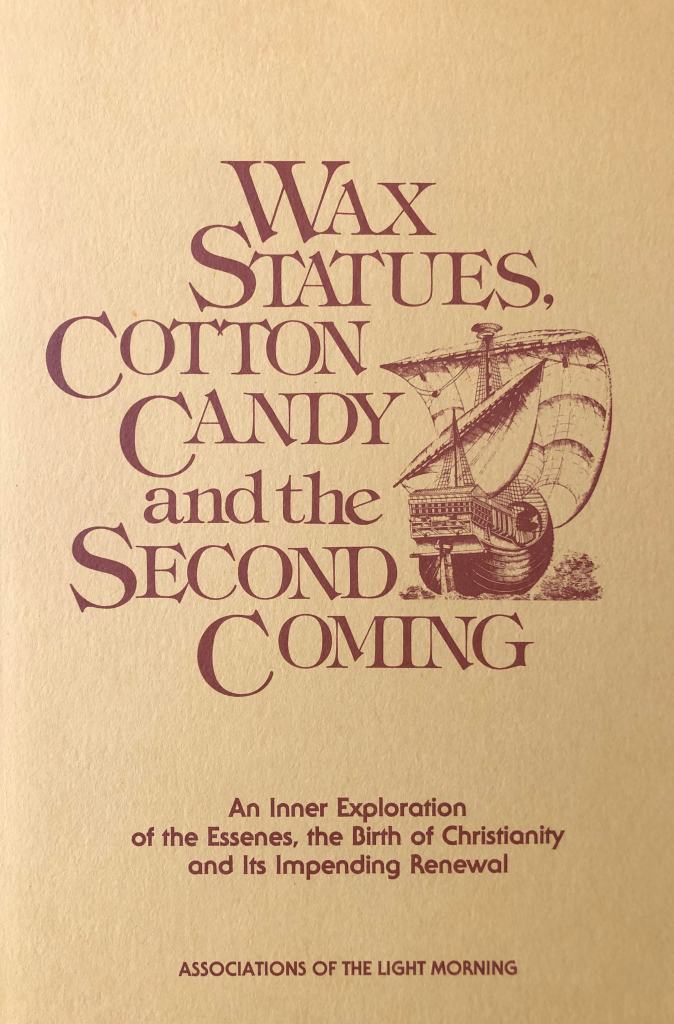 WAX
STATUES,
COTTON
CANDY
and the
SECOND
COMING
An Inner Exploration
of the Essenes, the Birth of Christianity
and Its Impending Renewal
ASSOCIATIONS OF THE LIGHT MORNING